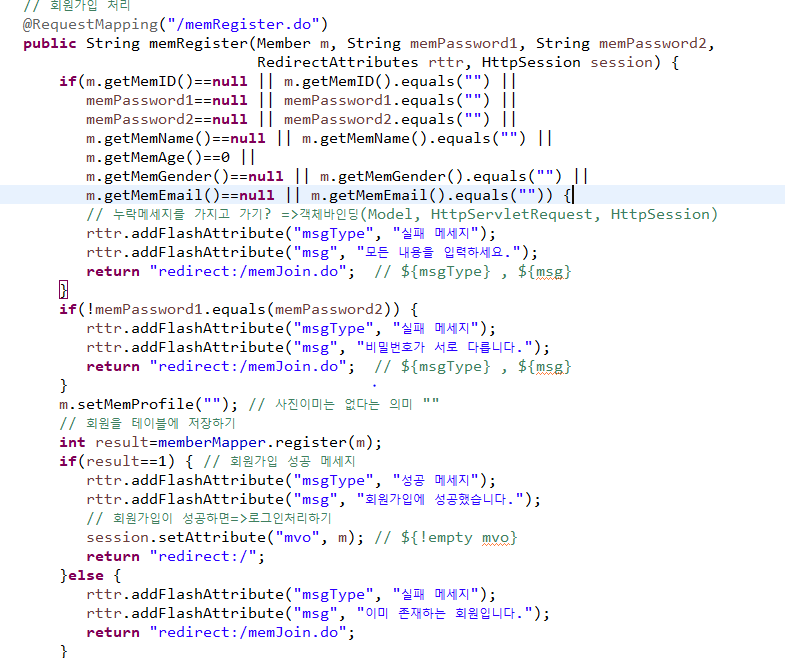 // 회원가입 처리
@RequestMapping("/memRegister.do")
public String memRegister(Member m, String memPassword1, String memPassword2,
RedirectAttributes rttr, HttpSession session) {
if(m.getMemID()==null || m.getMemID().equals("") ||
memPassword1==null || memPassword1.equals("") ||
memPassword2==null || memPassword2.equals("") ||
m.getMemName()==null || m.getMemName().equals("") ||
m.getMemAge()==0 ||
m.getMemGender()==null || m.getMemGender().equals("") ||
m.getMemEmail()==null || m.getMemEmail().equals("")) {
// 누락메세지를 가지고 가기? =>객체바인딩(Model, HttpServletRequest, HttpSession)
rttr.addFlashAttribute("msgType", "실패 메세지");
rttr.addFlashAttribute("msg", "모든 내용을 입력하세요.");
return "redirect:/memJoin.do";  // ${msgType} , ${msg}
}
if(!memPassword1.equals(memPassword2)) {
rttr.addFlashAttribute("msgType", "실패 메세지");
rttr.addFlashAttribute("msg", "비밀번호가 서로 다릅니다.");
return "redirect:/memJoin.do";  // ${msgType} , ${msg}
}
m.setMemProfile(""); // 사진이미는 없다는 의미 ""
// 회원을 테이블에 저장하기
int result=memberMapper.register(m);
if(result==1) { // 회원가입 성공 메세지
rttr.addFlashAttribute("msgType", "성공 메세지");
rttr.addFlashAttribute("msg", "회원가입에 성공했습니다.");
// 회원가입이 성공하면=>로그인처리하기
session.setAttribute("mvo", m); // ${!empty mvo}
return "redirect:/";
}else {
rttr.addFlashAttribute("msgType", "실패 메세지");
rttr.addFlashAttribute("msg", "이미 존재하는 회원입니다.");
return "redirect:/memJoin.do";
}